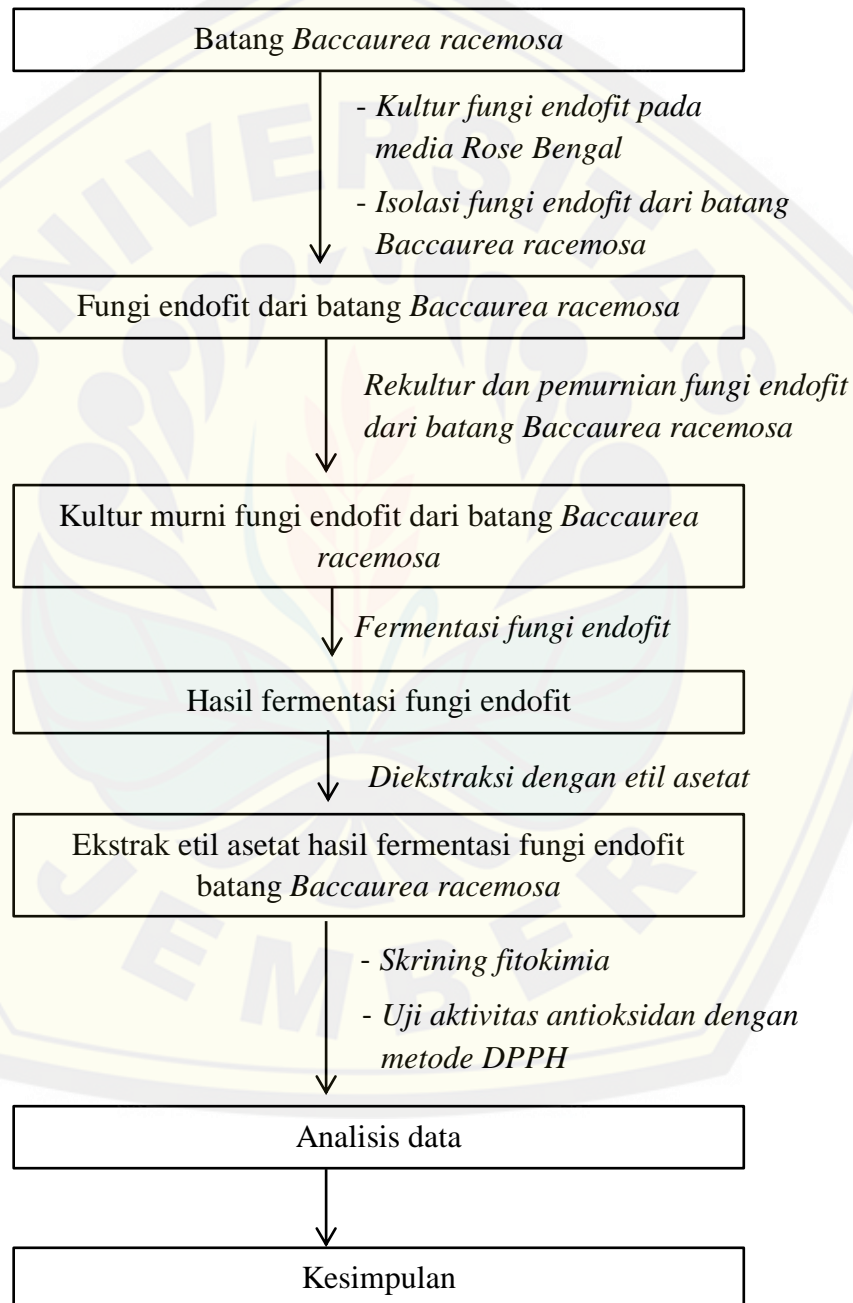 Batang Baccaurea racemosa
- Kultur fungi endofit pada
media Rose Bengal
- Isolasi fungi endofit dari batang
Baccaurea racemosa
Fungi endofit dari batang Baccaurea racemosa
Rekultur dan pemurnian fungi endofit
dari batang Baccaurea racemosa
Kultur murni fungi endofit dari batang Baccaurea
racemosa
Fermentasi fungi endofit
Hasil fermentasi fungi endofit
Diekstraksi dengan etil asetat
Ekstrak etil asetat hasil fermentasi fungi endofit
batang Baccaurea racemosa
- Skrining fitokimia
- Uji aktivitas antioksidan dengan
metode DPPH
Analisis data
Kesimpulan
UNIVERSITAS
JEMBER